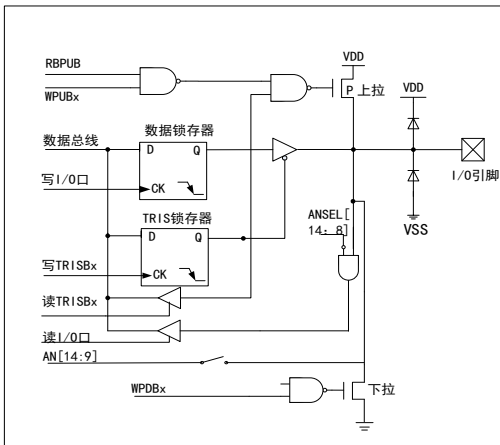 RBPUB
WPUBx
VDD
P 上拉
VDD
数据总线
数据锁存器
D Q
CK
写I/O口
I/O引脚
VSS
TRIS锁存器
D Q
CK
写TRISBx
ANSEL[
14: 8]
读TRISBx
读I/O口
AN[14:9]
WPDBx
下拉